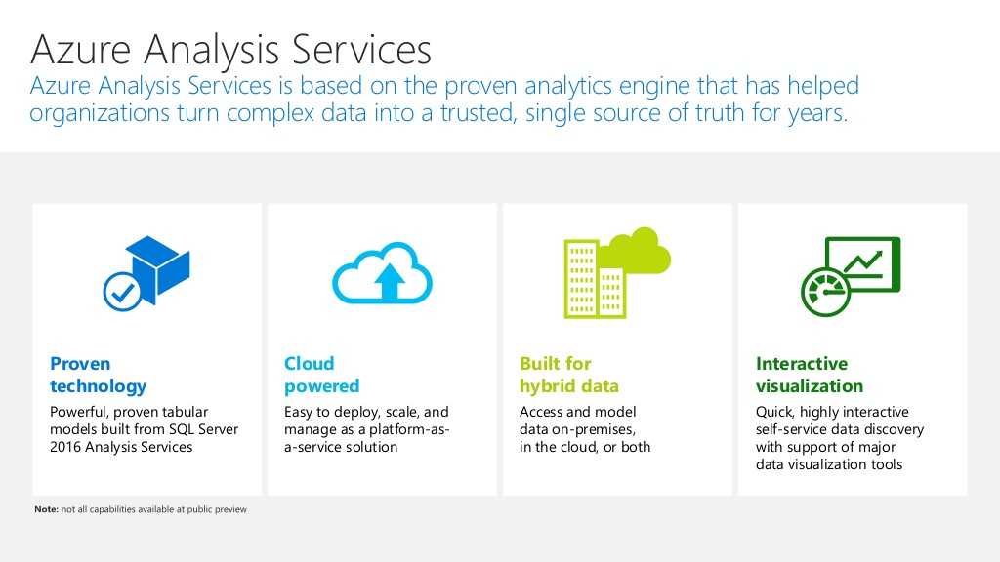 Azure Analysis Services
Azure Analysis Services is based on the proven analytics engine that has helped
organizations turn complex data into a trusted, single source of truth for years.
Proven
technology
Powerful, proven tabular
models built from SQL Server
2016 Analysis Services
Cloud
powered
Easy to deploy, scale, and
manage as a platform-as-
a-service solution
Built for
hybrid data
Access and model
data on-premises,
in the cloud, or both
Interactive
visualization
Quick, highly interactive
self-service data discovery
with support of major
data visualization tools
Note: not all capabilities available at public preview